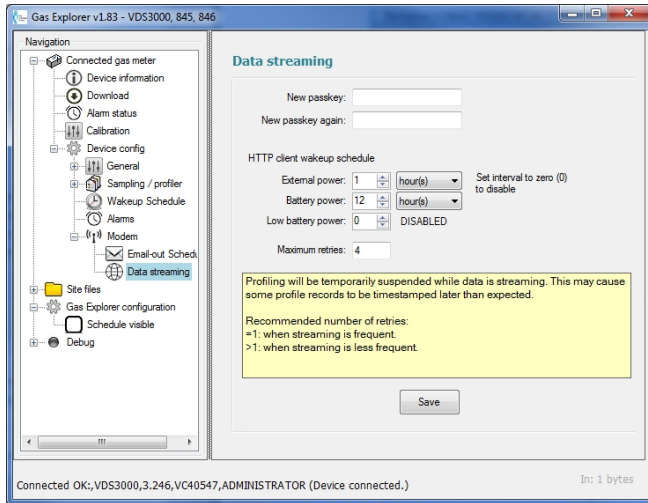 Gas Explorer v1.83 - VDS3000, 845, 846
Navigation
Connected gas meter
Device information
Download
Alarm status
Calibration
Device config
General
Sampling / profiler
Wakeup Schedule
Alarms
Modem
Email-out Schedu
Data streaming
Site files
Gas Explorer configuration
Schedule visible
Debug
Data streaming
New passkey:
New passkey again:
HTTP client wakeup schedule
External power: 1 hour(s) Set interval to zero (0)
to disable
Battery power: 12 hour(s)
Low battery power: 0 DISABLED
Maximum retries: 4
Profiling will be temporarily suspended while data is streaming. This may cause
some profile records to be timestamped later than expected.
Recommended number of retries:
=1: when streaming is frequent.
>1: when streaming is less frequent.
Save
Connected OK:,VDS3000,3.246,VC40547,ADMINISTRATOR (Device connected.)
In: 1 bytes